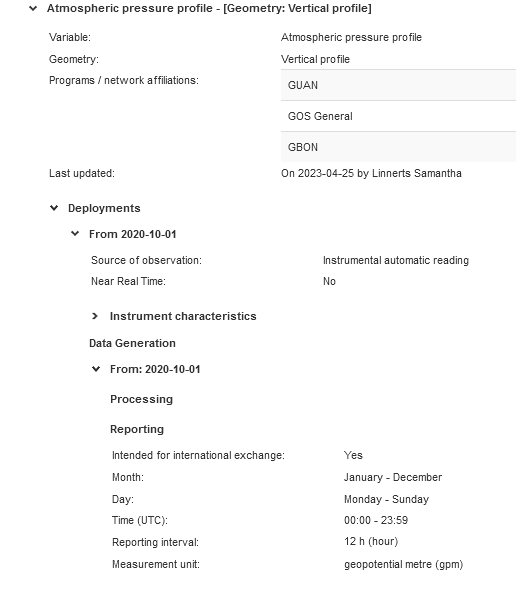 Atmospheric pressure profile - [Geometry: Vertical profile]
Variable: Atmospheric pressure profile
Geometry: Vertical profile
Programs / network affiliations: GUAN
GOS General
GBON
Last updated: On 2023-04-25 by Linnerts Samantha
Deployments
From 2020-10-01
Source of observation: Instrumental automatic reading
Near Real Time: No
Instrument characteristics
Data Generation
From: 2020-10-01
Processing
Reporting
Intended for international exchange: Yes
Month: January - December
Day: Monday - Sunday
Time (UTC): 00:00 - 23:59
Reporting interval: 12 h (hour)
Measurement unit: geopotential metre (gpm)